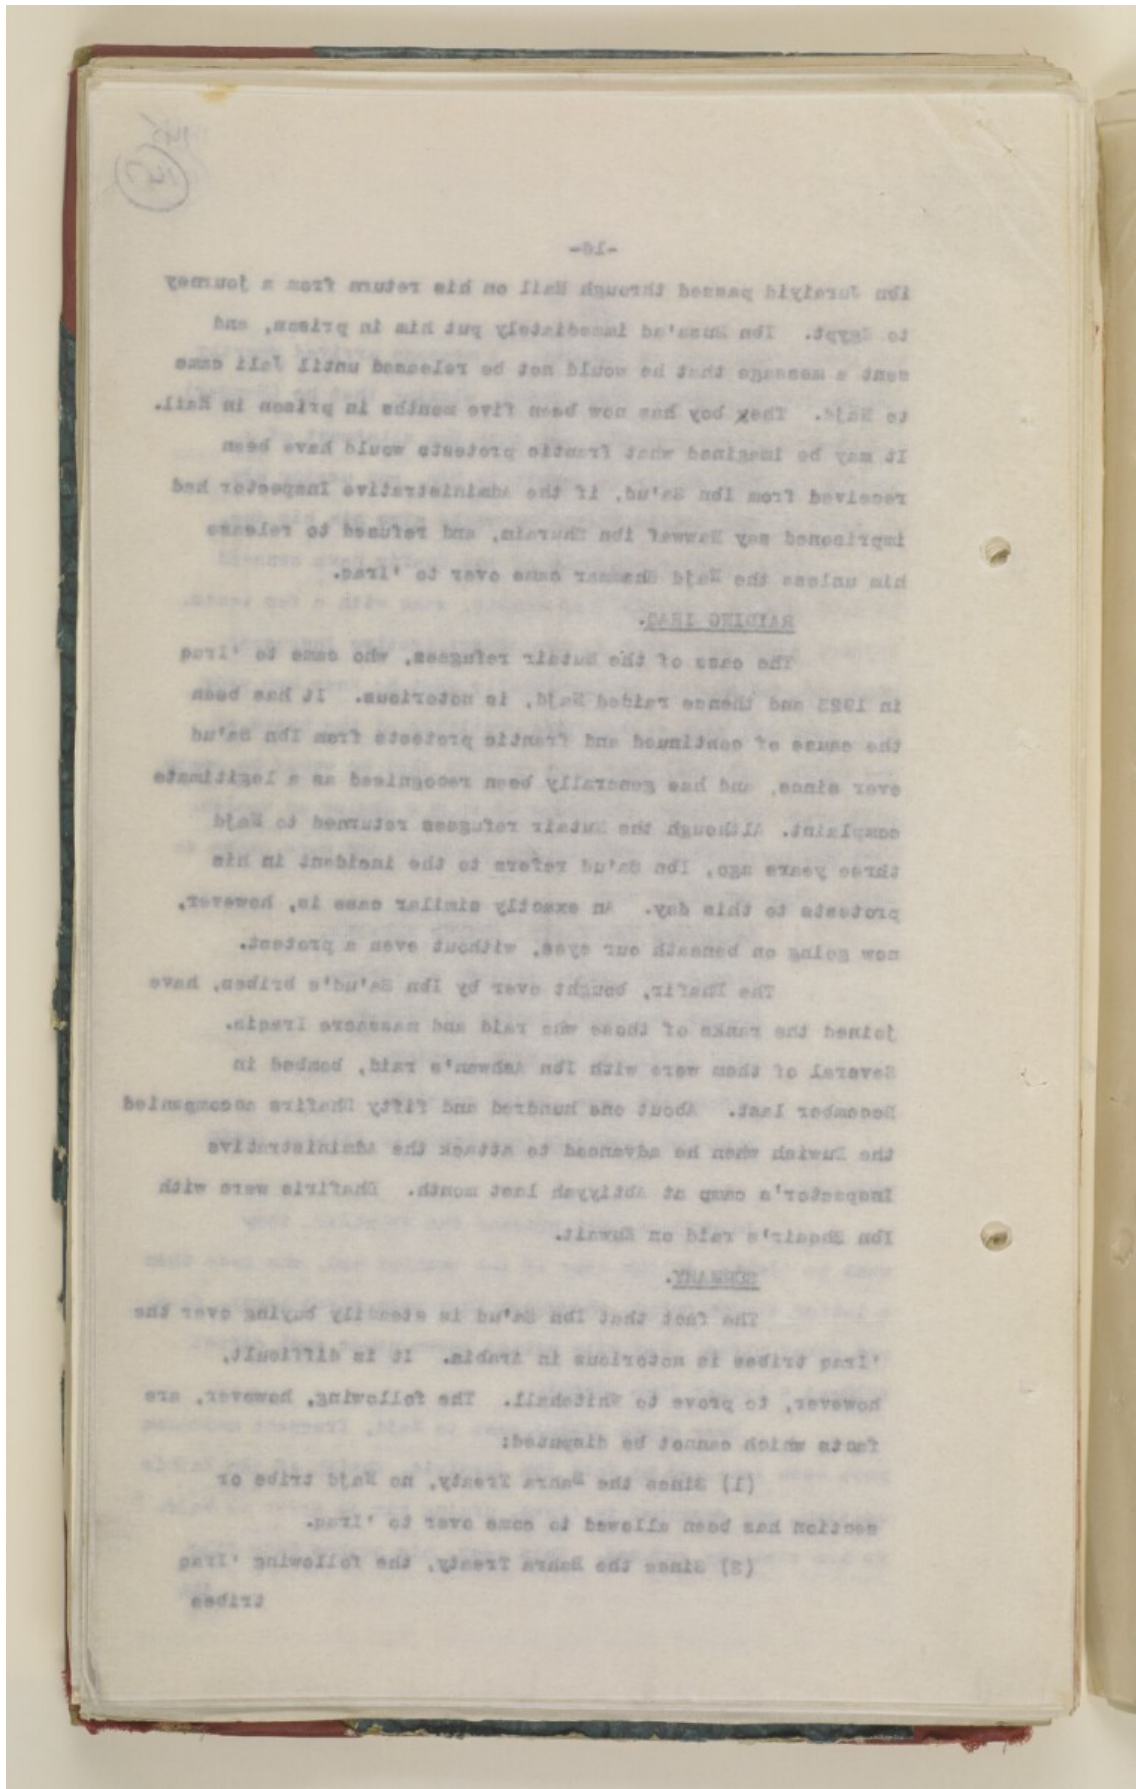 -16-
ibn Juraiyid passed through Hail on his return from a journey
to Egypt. Ibn Musa'ad immediately put him in prison, and
sent a message that he would not be released until Jali came
to Najd. They boy has now been five months in prison in Hail.
It may be imagined what frantic protests would have been
received from Ibn Sa'ud, if the Administrative Inspector had
imprisoned say Hawwaf ibn Shuraim, and refused to release
him unless the Najd Shammar came over to 'Iraq.
RAIDING IRAQ.
The case of the Mutair refugees, who came to 'Iraq
in 1923 and thence raided Najd, is notorious. It has been
the cause of continued and frantic protests from Ibn Sa'ud
ever since, and has generally been recognised as a legitimate
complaint. Although the Mutair refugees returned to Najd
three years ago, Ibn Sa'ud refers to the incident in his
protests to this day. An exactly similar case is, however,
now going on beneath our eyes, without even a protest.
The Dhafir, bought over by Ibn Sa'ud's bribes, have
joined the ranks of those who raid and massacre Iraqis.
Several of them were with Ibn Ashwan's raid, bombed in
December last. About one hundred and fifty Dhafirs accompanied
the Duwish when he advanced to attack the Administrative
Inspector's camp at Abtiyyah last month. Dhafiris were with
Ibn Shqair's raid on Kuwait.
SUMMARY.
The fact that Ibn Sa'ud is steadily buying over the
'Iraq tribes is notorious in Arabia. It is difficult,
however, to prove to Whitehall. The following, however, are
facts which cannot be disputed:
(1) Since the Bahra Treaty, no Najd tribe or
section has been allowed to come over to 'Iraq.
(2) Since the Bahra Treaty, the following 'Iraq
tribes